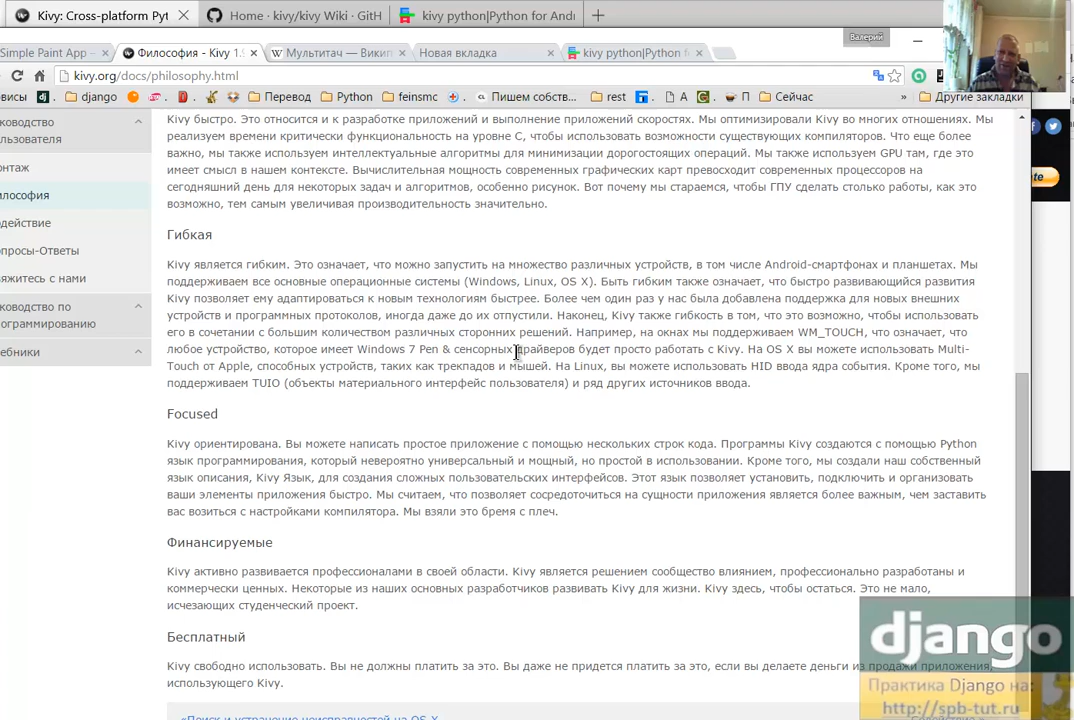 Kivy: Cross-platform Pyt
Home · kivy/kivy Wiki · GitH
kivy python|Python for Andr
Валерий
Simple Paint App –
Философия - Kivy 1.9
Мультитач — Викип
Новая вкладка
kivy python|Python f
kivy.org/docs/philosophy.html
висы
dj
django
D.
Перевод
Python
feinsmc
CL Пишем собств...
rest
А
П
Сейчас
»
Другие закладки
ководство
льзователя
онтаж
илософия
действие
опросы-Ответы
яжитесь с нами
ководство по
ограммированию
ебники
Kivy быстро. Это относится и к разработке приложений и выполнение приложений скоростях. Мы оптимизировали Kivy во многих отношениях. Мы
реализуем времени критически функциональность на уровне C, чтобы использовать возможности существующих компиляторов. Что еще более
важно, мы также используем интеллектуальные алгоритмы для минимизации дорогостоящих операций. Мы также используем GPU там, где это
имеет смысл в нашем контексте. Вычислительная мощность современных графических карт превосходит современных процессоров на
сегодняшний день для некоторых задач и алгоритмов, особенно рисунок. Вот почему мы стараемся, чтобы ГПУ сделать столько работы, как это
возможно, тем самым увеличивая производительность значительно.
Гибкая
Kivy является гибким. Это означает, что можно запустить на множество различных устройств, в том числе Android-смартфонах и планшетах. Мы
поддерживаем все основные операционные системы (Windows, Linux, OS X). Быть гибким также означает, что быстро развивающийся развития
Kivy позволяет ему адаптироваться к новым технологиям быстрее. Более чем один раз у нас была добавлена поддержка для новых внешних
устройств и программных протоколов, иногда даже до их отпустили. Наконец, Kivy также гибкость в том, что это возможно, чтобы использовать
его в сочетании с большим количеством различных сторонних решений. Например, на окнах мы поддерживаем WM_TOUCH, что означает, что
любое устройство, которое имеет Windows 7 Pen & сенсорных драйверов будет просто работать с Kivy. На OS X вы можете использовать Multi-
Touch от Apple, способных устройств, таких как трекпадов и мышей. На Linux, вы можете использовать HID ввода ядра события. Кроме того, мы
поддерживаем TUIO (объекты материального интерфейс пользователя) и ряд других источников ввода.
Focused
Kivy ориентирована. Вы можете написать простое приложение с помощью нескольких строк кода. Программы Kivy создаются с помощью Python
язык программирования, который невероятно универсальный и мощный, но простой в использовании. Кроме того, мы создали наш собственный
язык описания, Kivy Язык, для создания сложных пользовательских интерфейсов. Этот язык позволяет установить, подключить и организовать
ваши элементы приложения быстро. Мы считаем, что позволяет сосредоточиться на сущности приложения является более важным, чем заставить
вас возиться с настройками компилятора. Мы взяли это бремя с плеч.
Финансируемые
Kivy активно развивается профессионалами в своей области. Kivy является решением сообщество влиянием, профессионально разработаны и
коммерчески ценных. Некоторые из наших основных разработчиков развивать Kivy для жизни. Kivy здесь, чтобы остаться. Это не мало,
исчезающих студенческий проект.
Бесплатный
Kivy свободно использовать. Вы не должны платить за это. Вы даже не придется платить за это, если вы делаете деньги из продажи приложения,
использующего Kivy.
«Поиск и устранение неисправностей на OS X
Содействие »
ate
django
Практика Django на:
http://spb-tut.ru